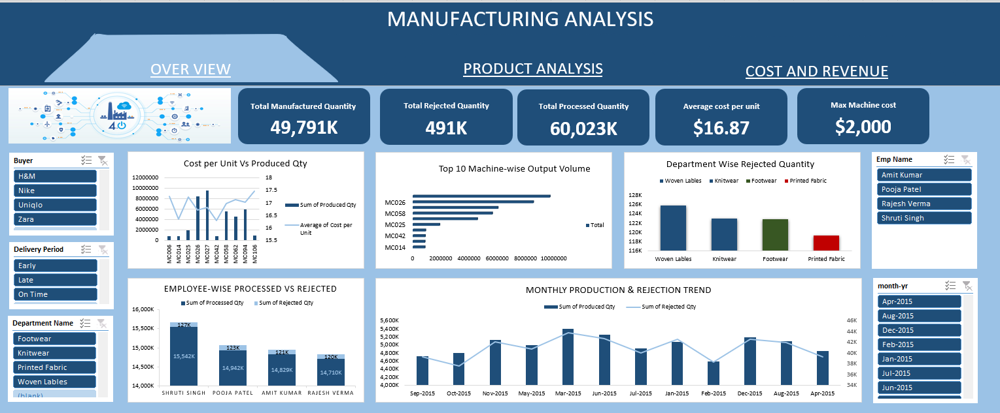 MANUFACTURING ANALYSIS
OVER VIEW
PRODUCT ANALYSIS
COST AND REVENUE
4.0
Total Manufactured Quantity
49,791K
Total Rejected Quantity
491K
Total Processed Quantity
60,023K
Average cost per unit
$16.87
Max Machine cost
$2,000
Buyer
H&M
Nike
Uniqlo
Zara
Delivery Period
Early
Late
On Time
Department Name
Footwear
Knitwear
Printed Fabric
Woven Lables
(blank)
Cost per Unit Vs Produced Qty
12000000
10000000
8000000
6000000
4000000
2000000
0
18
17.5
17
16.5
16
15.5
MC006
MC014
MC025
MC026
MC027
MC042
MC058
MC062
MC094
MC106
Sum of Produced Qty
Average of Cost per
Unit
Top 10 Machine-wise Output Volume
MC026
MC058
MC025
MC042
MC014
0 2000000 4000000 6000000 8000000 10000000
Total
Department Wise Rejected Quantity
Woven Lables Knitwear Footwear Printed Fabric
128K
126K
124K
122K
120K
118K
116K
Woven Lables Knitwear Footwear Printed Fabric
Emp Name
Amit Kumar
Pooja Patel
Rajesh Verma
Shruti Singh
EMPLOYEE-WISE PROCESSED VS REJECTED
Sum of Processed Qty Sum of Rejected Qty
16,000K
15,500K
15,000K
14,500K
14,000K
127K
15,542K
123K
14,942K
121K
14,829K
120K
14,710K
SHRUTI SINGH POOJA PATEL AMIT KUMAR RAJESH VERMA
MONTHLY PRODUCTION & REJECTION TREND
Sum of Produced Qty Sum of Rejected Qty
5,600K
5,400K
5,200K
5,000K
4,800K
4,600K
4,400K
4,200K
4,000K
46K
44K
42K
40K
38K
36K
34K
Sep-2015 Oct-2015 Nov-2015 May-2015 Mar-2015 Jun-2015 Jul-2015 Jan-2015 Feb-2015 Dec-2015 Aug-2015 Apr-2015
month-yr
Apr-2015
Aug-2015
Dec-2015
Feb-2015
Jan-2015
Jul-2015
Jun-2015